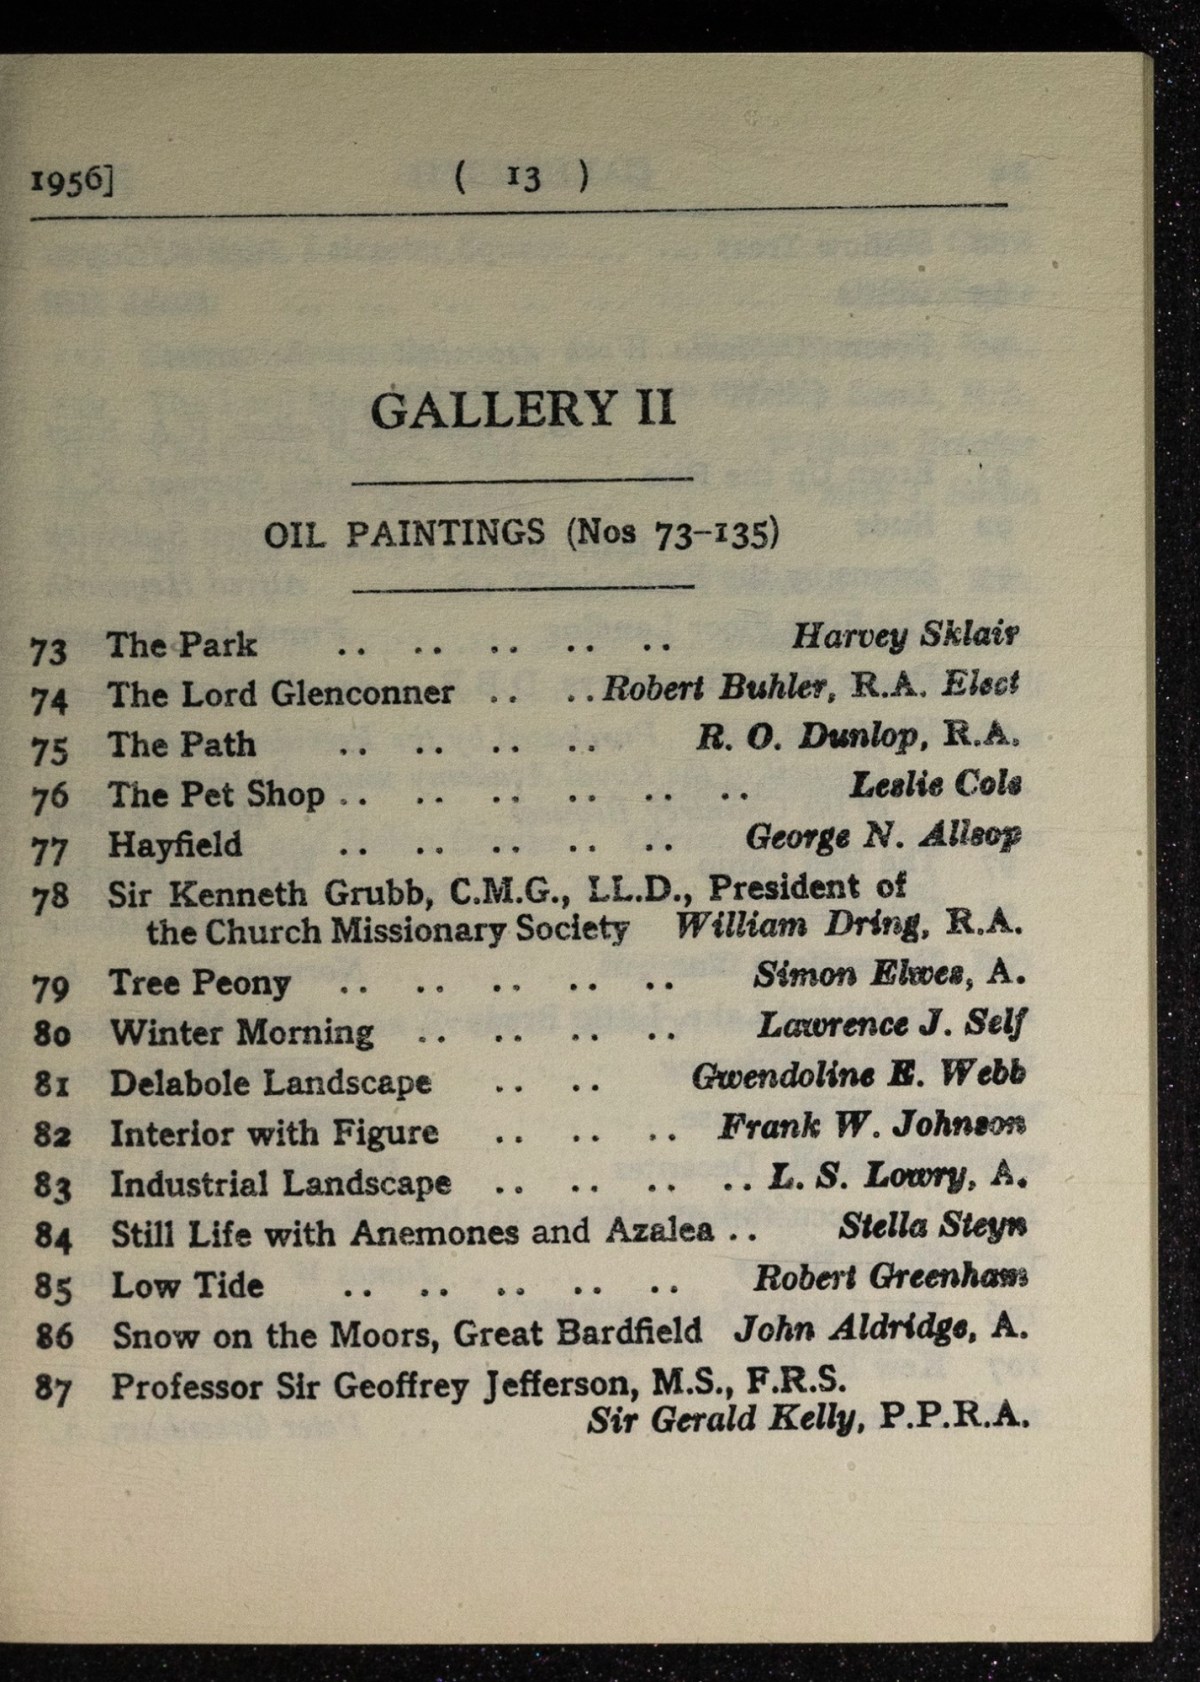 1956] ( 13 )
GALLERY II
OIL PAINTINGS (Nos 73-135)
73 The Park .. .. .. .. .. Harvey Sklair
74 The Lord Glenconner .. .. Robert Buhler, R.A. Elect
75 The Path .. .. .. .. R. O. Dunlop, R.A.
76 The Pet Shop .. .. .. .. .. .. Leslie Cole
77 Hayfield .. .. .. .. .. George N. Allsop
78 Sir Kenneth Grubb, C.M.G., LL.D., President of
the Church Missionary Society William Dring, R.A.
79 Tree Peony .. .. .. .. .. Simon Elwes, A.
80 Winter Morning .. .. .. .. Lawrence J. Self
81 Delabole Landscape .. .. Gwendoline E. Webb
82 Interior with Figure .. .. .. Frank W. Johnson
83 Industrial Landscape .. .. .. .. L. S. Lowry, A.
84 Still Life with Anemones and Azalea .. Stella Steyn
85 Low Tide .. .. .. .. .. Robert Greenham
86 Snow on the Moors, Great Bardfield John Aldridge, A.
87 Professor Sir Geoffrey Jefferson, M.S., F.R.S.
Sir Gerald Kelly, P.P.R.A.